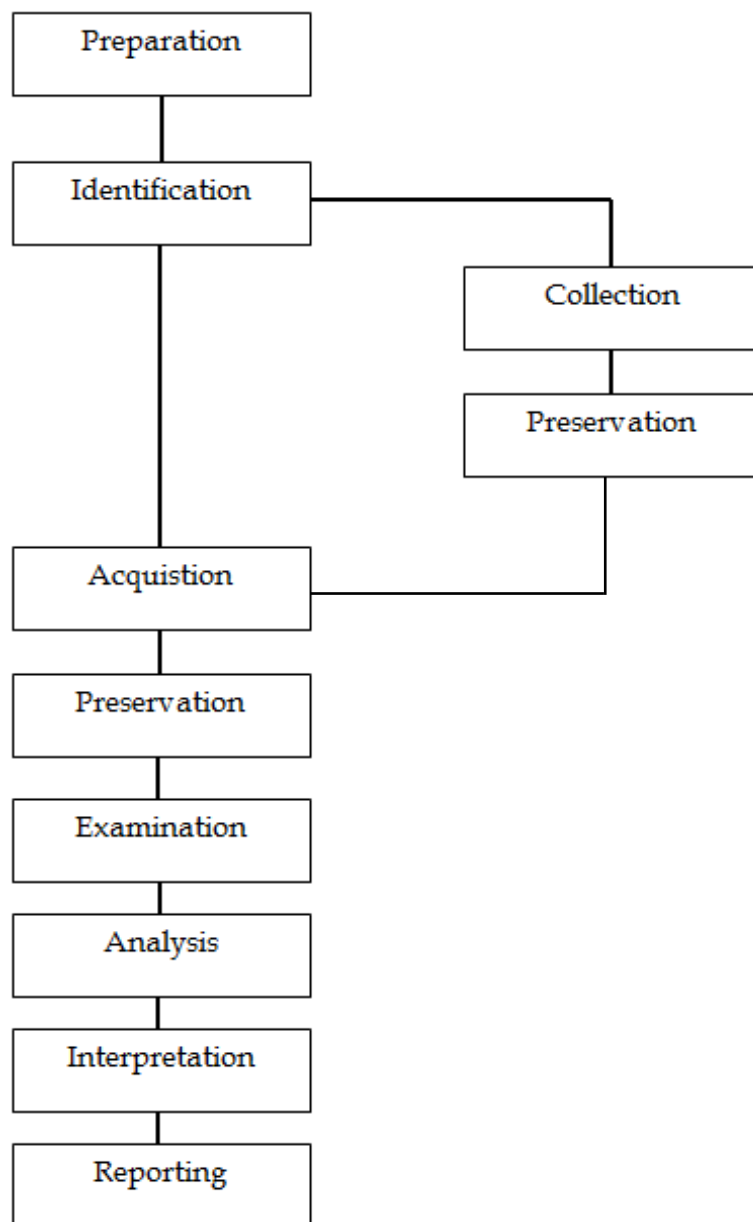 Preparation
Identification
Collection
Preservation
Acquistion
Preservation
Examination
Analysis
Interpretation
Reporting